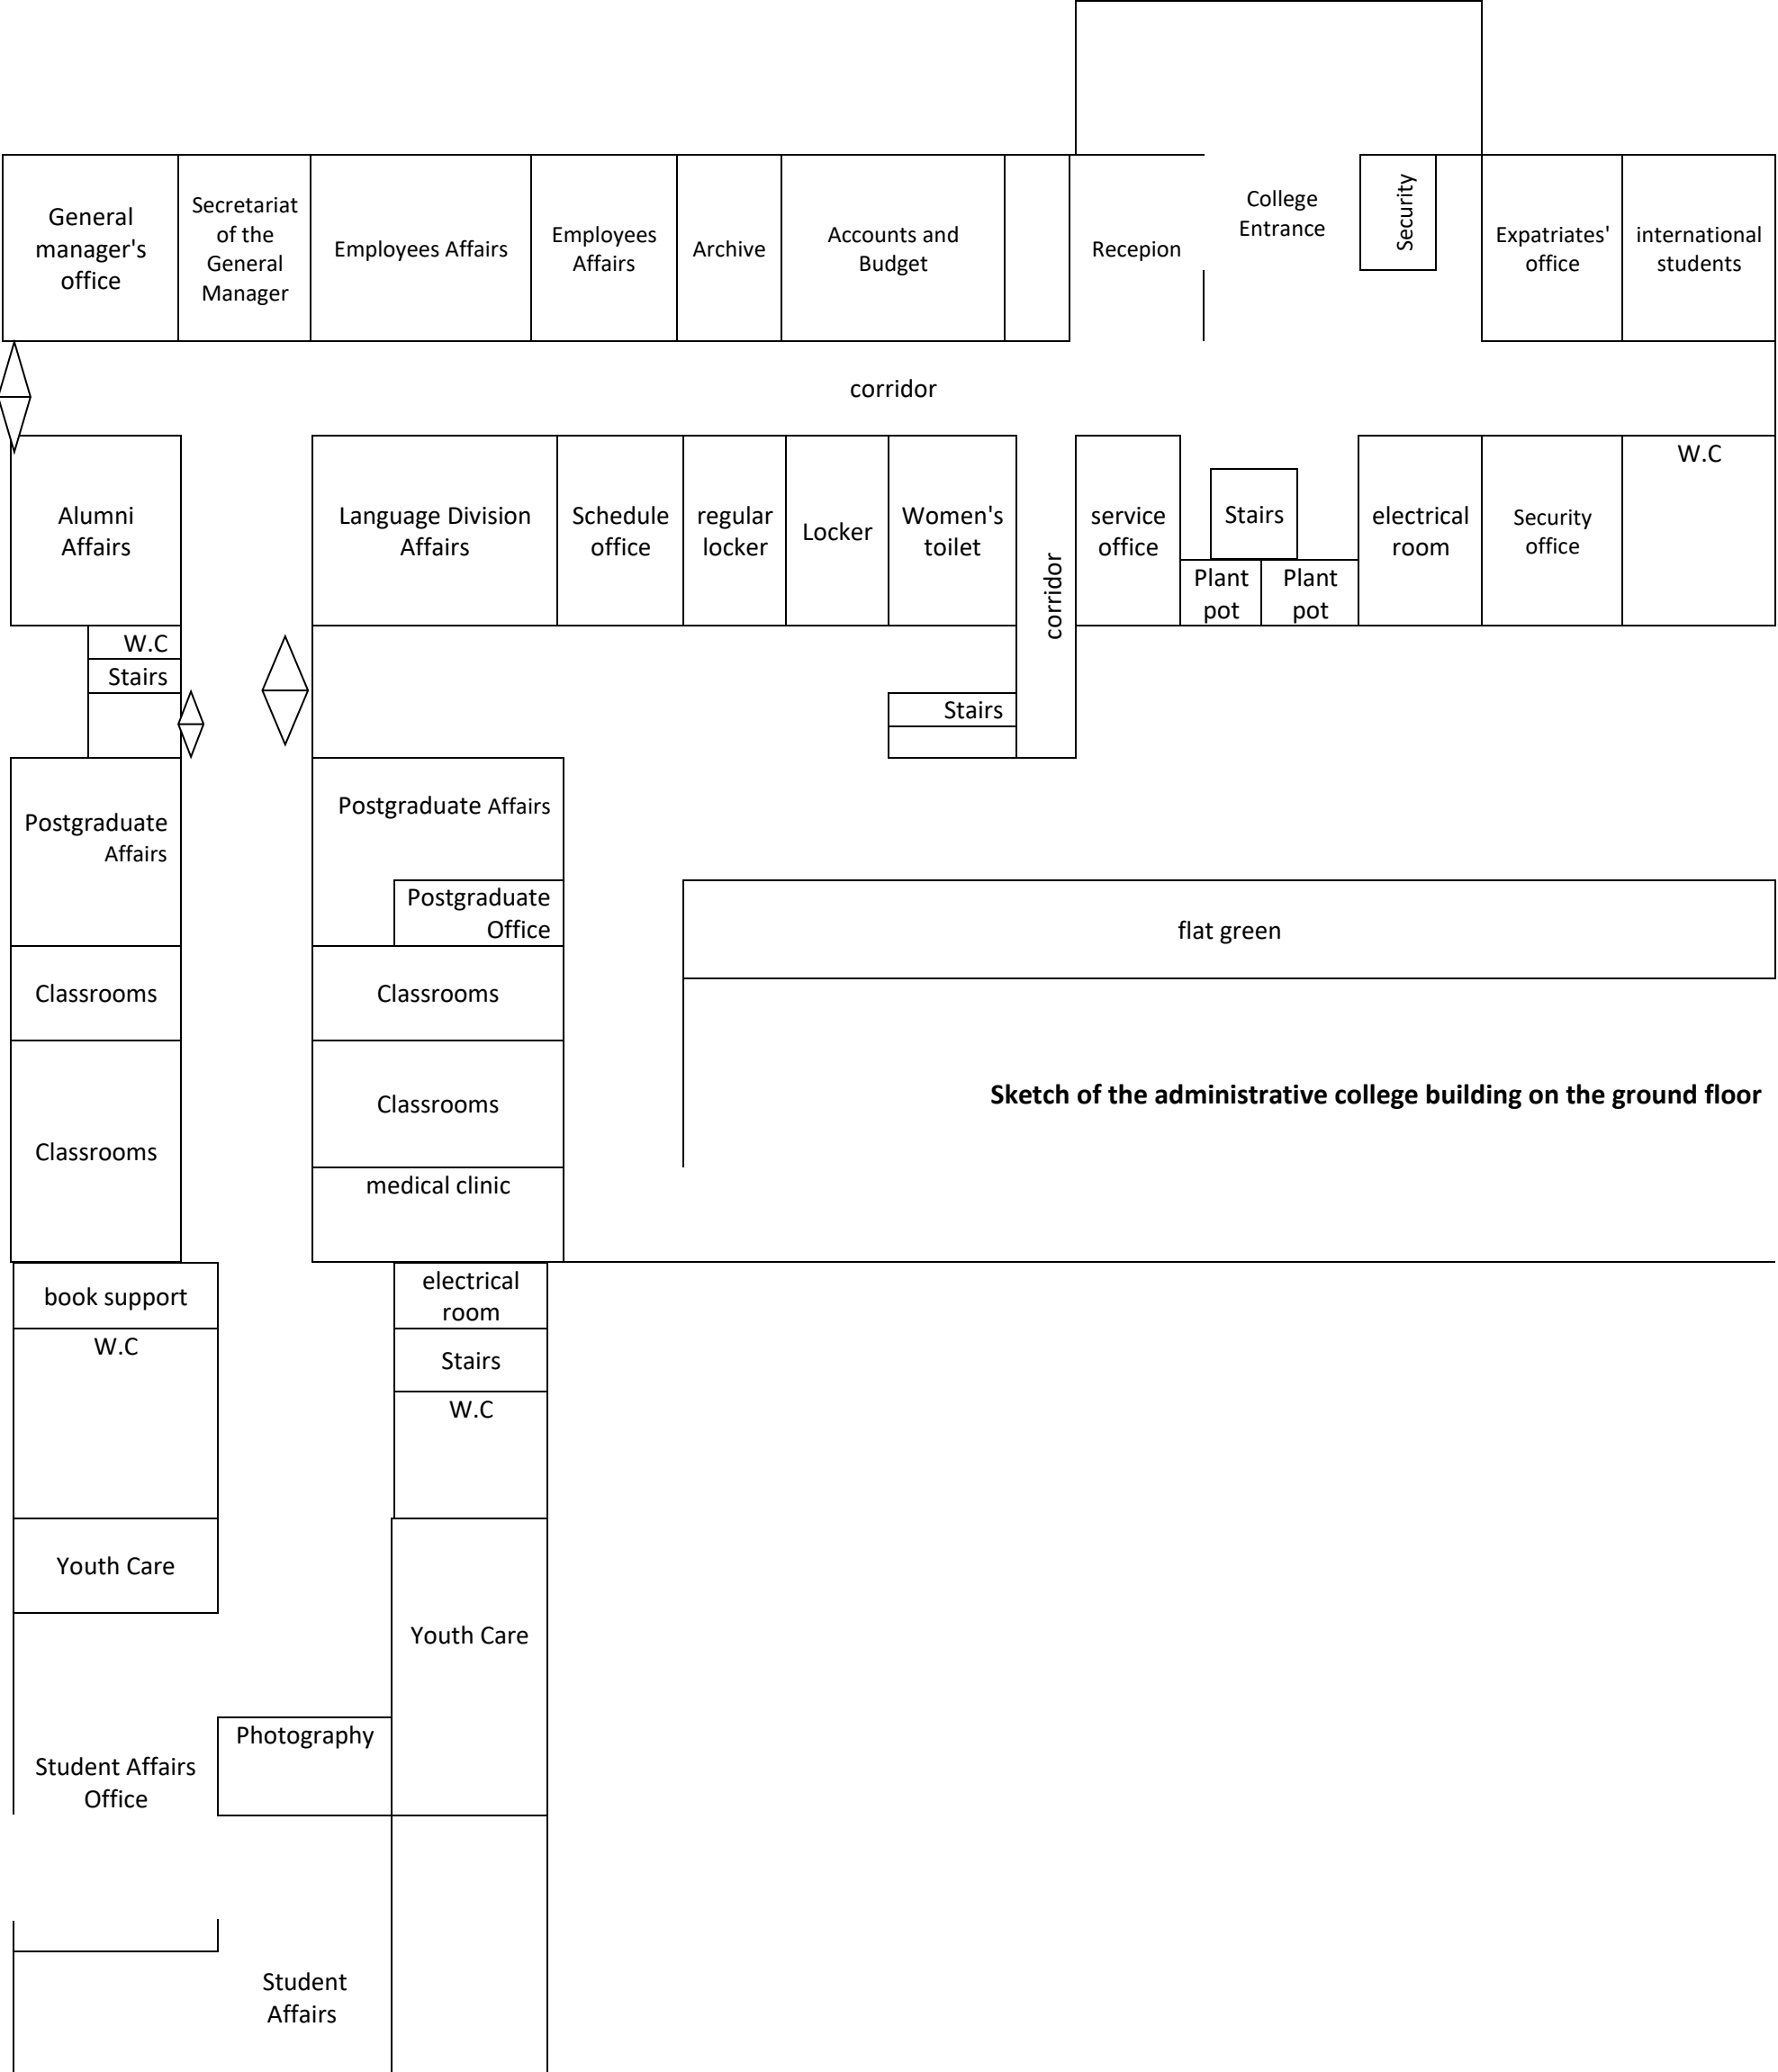 General
manager's
office
Secretariat
of the
General
Manager
Employees Affairs
Employees
Affairs
Archive
Accounts and
Budget
Recepion
College
Entrance
Security
Expatriates'
office
international
students
corridor
Alumni
Affairs
Language Division
Affairs
Schedule
office
regular
locker
Locker
Women's
toilet
corridor
service
office
Stairs
Plant
pot
Plant
pot
electrical
room
Security
office
W.C
W.C
Stairs
Stairs
Postgraduate
Affairs
Postgraduate Affairs
Postgraduate
Office
flat green
Classrooms
Classrooms
Classrooms
Classrooms
Sketch of the administrative college building on the ground floor
medical clinic
book support
electrical
room
W.C
Stairs
W.C
Youth Care
Youth Care
Photography
Student Affairs
Office
Student
Affairs